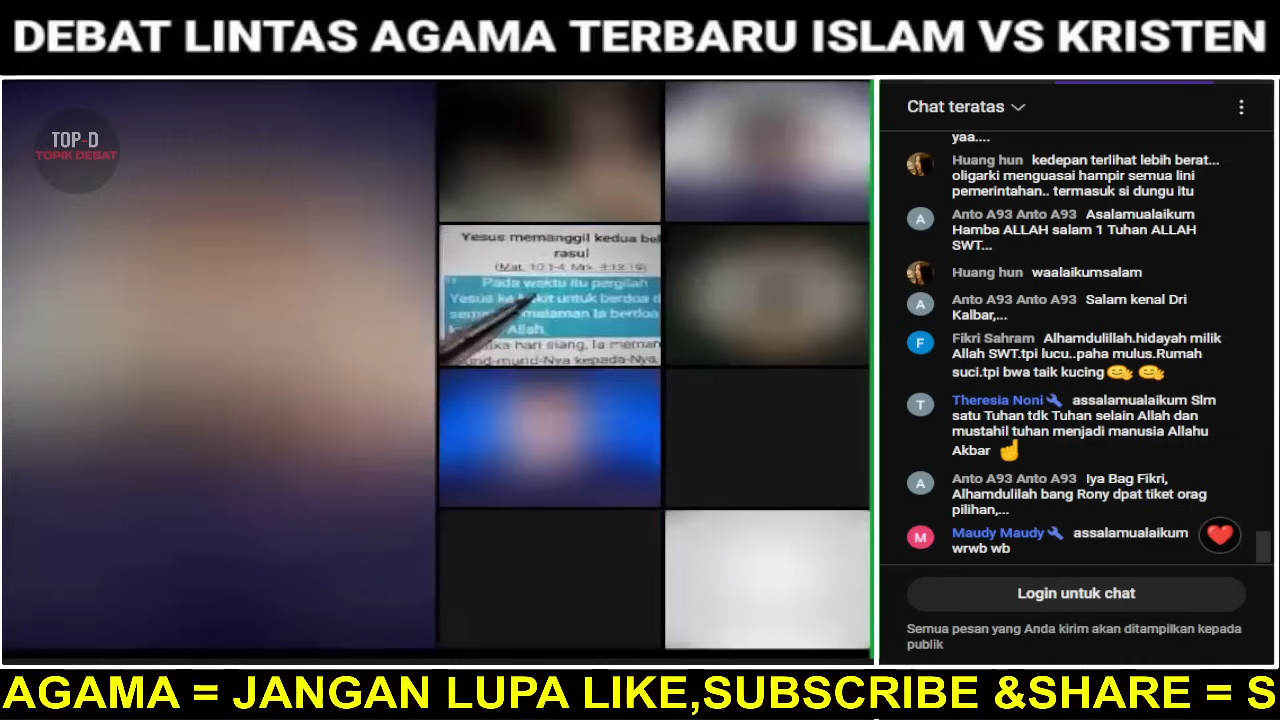 DEBAT LINTAS AGAMA TERBARU ISLAM VS KRISTEN
TOP-D
TOPIK DEBAT
Yesus memanggil kedua bel
rasul
(Mat. 10:1-4, Mrk. 3:13-19)
Pada waktu itu pergilah
Yesus ke bukit untuk berdoa d
malaman Ia berdoa
Allah.
ika hari siang, Ia meman
rid-murid-Nya kepada-Nya
Chat teratas
yaa....
Huang hun kedepan terlihat lebih berat...
oligarki menguasai hampir semua lini
pemerintahan.. termasuk si dungu itu
A
Anto A93 Anto A93 Asalamualaikum
Hamba ALLAH salam 1 Tuhan ALLAH
SWT...
Huang hun waalaikumsalam
A
Anto A93 Anto A93 Salam kenal Dri
Kalbar,...
F
Fikri Sahram Alhamdulillah.hidayah milik
Allah SWT.tpi lucu..paha mulus.Rumah
suci.tpi bwa taik kucing
T
Theresia Noni assalamualaikum Slm
satu Tuhan tdk Tuhan selain Allah dan
mustahil tuhan menjadi manusia Allahu
Akbar
A
Anto A93 Anto A93 Iya Bag Fikri,
Alhamdulilah bang Rony dpat tiket orag
pilihan,...
M
Maudy Maudy assalamualaikum
wrwb wb
Login untuk chat
Semua pesan yang Anda kirim akan ditampilkan kepada
publik
AGAMA = JANGAN LUPA LIKE,SUBSCRIBE &SHARE = S